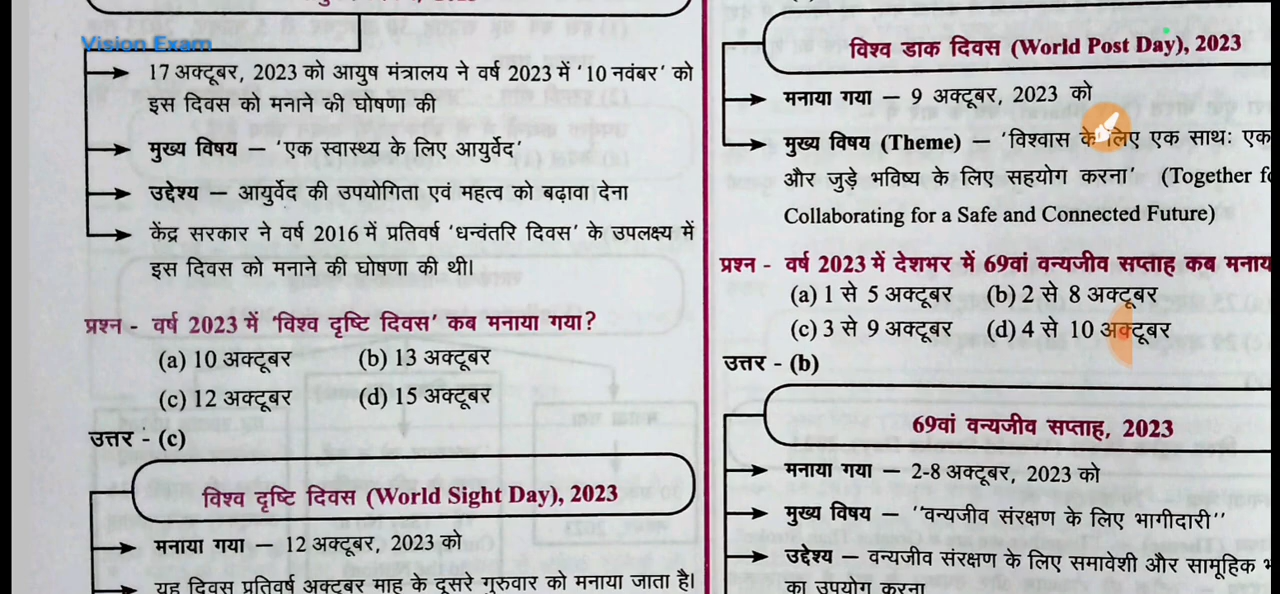 Vision Exam
17 अक्टूबर, 2023 को आयुष मंत्रालय ने वर्ष 2023 में '10 नवंबर' को
इस दिवस को मनाने की घोषणा की
मुख्य विषय – 'एक स्वास्थ्य के लिए आयुर्वेद'
उद्देश्य – आयुर्वेद की उपयोगिता एवं महत्व को बढ़ावा देना
केंद्र सरकार ने वर्ष 2016 में प्रतिवर्ष 'धन्वंतरि दिवस' के उपलक्ष्य में
इस दिवस को मनाने की घोषणा की थी।
प्रश्न - वर्ष 2023 में 'विश्व दृष्टि दिवस' कब मनाया गया?
(a) 10 अक्टूबर (b) 13 अक्टूबर
(c) 12 अक्टूबर (d) 15 अक्टूबर
उत्तर - (c)
विश्व दृष्टि दिवस (World Sight Day), 2023
मनाया गया – 12 अक्टूबर, 2023 को
यह दिवस प्रतिवर्ष अक्टूबर माह के दूसरे गुरुवार को मनाया जाता है।
विश्व डाक दिवस (World Post Day), 2023
मनाया गया – 9 अक्टूबर, 2023 को
मुख्य विषय (Theme) – 'विश्वास के लिए एक साथः एक
और जुड़े भविष्य के लिए सहयोग करना' (Together
Collaborating for a Safe and Connected Future)
प्रश्न - वर्ष 2023 में देशभर में 69वां वन्यजीव सप्ताह कब
(a) 1 से 5 अक्टूबर (b) 2 से 8 अक्टूबर
(c) 3 से 9 अक्टूबर (d) 4 से 10 अक्टूबर
उत्तर - (b)
69वां वन्यजीव सप्ताह, 2023
मनाया गया – 2-8 अक्टूबर, 2023 को
मुख्य विषय – ''वन्यजीव संरक्षण के लिए भागीदारी''
उद्देश्य – वन्यजीव संरक्षण के लिए समावेशी और सामूहिक
का उपयोग करना